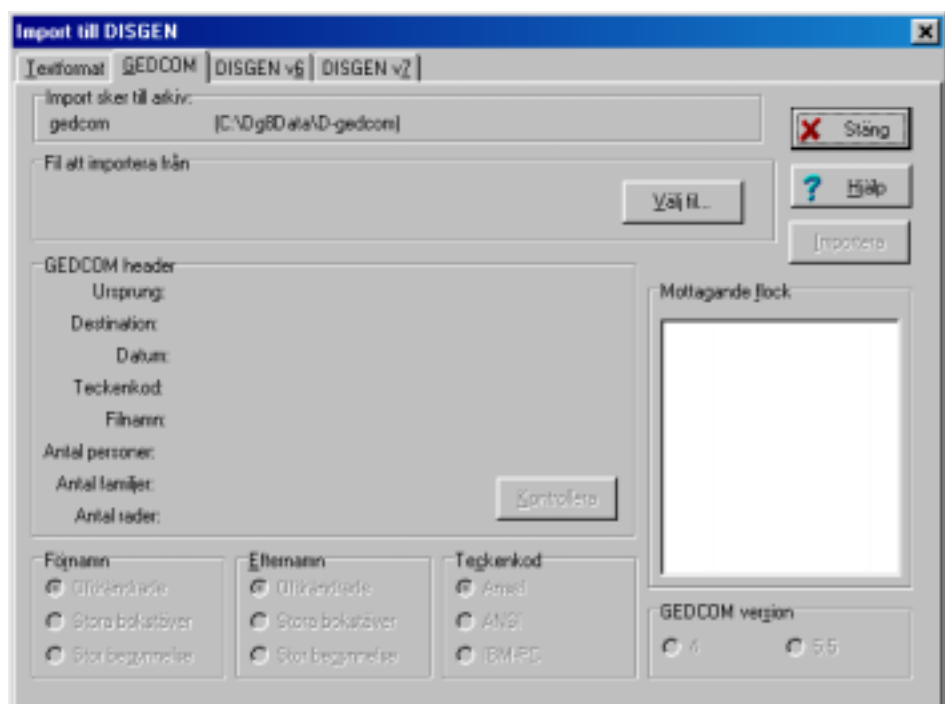 Import till DISGEN
Textformat GEDCOM DISGEN v6 DISGEN v7
Import sker till arkiv:
gedcom (C:\Dg8Data\D-gedcom)
Stäng
Fil att importera från
Välj fil...
Hjälp
Importera
GEDCOM header
Ursprung:
Destination:
Datum:
Teckenkod:
Filnamn:
Antal personer:
Antal familjer:
Antal rader:
Kontrollera
Mottagande flock
Förnamn
Oförändrade
Stora bokstäver
Stor begynnelse
Efternamn
Oförändrade
Stora bokstäver
Stor begynnelse
Teckenkod
Ansel
ANSI
IBM-PC
GEDCOM version
4 5.5